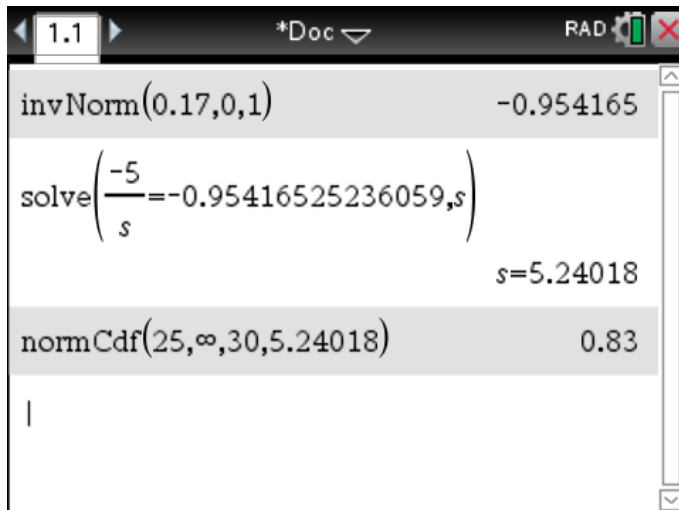 1.1 *Doc RAD
invNorm(0.17,0,1) -0.954165
solve(-5/s=-0.95416525236059,s)
s=5.24018
normCdf(25,∞,30,5.24018) 0.83